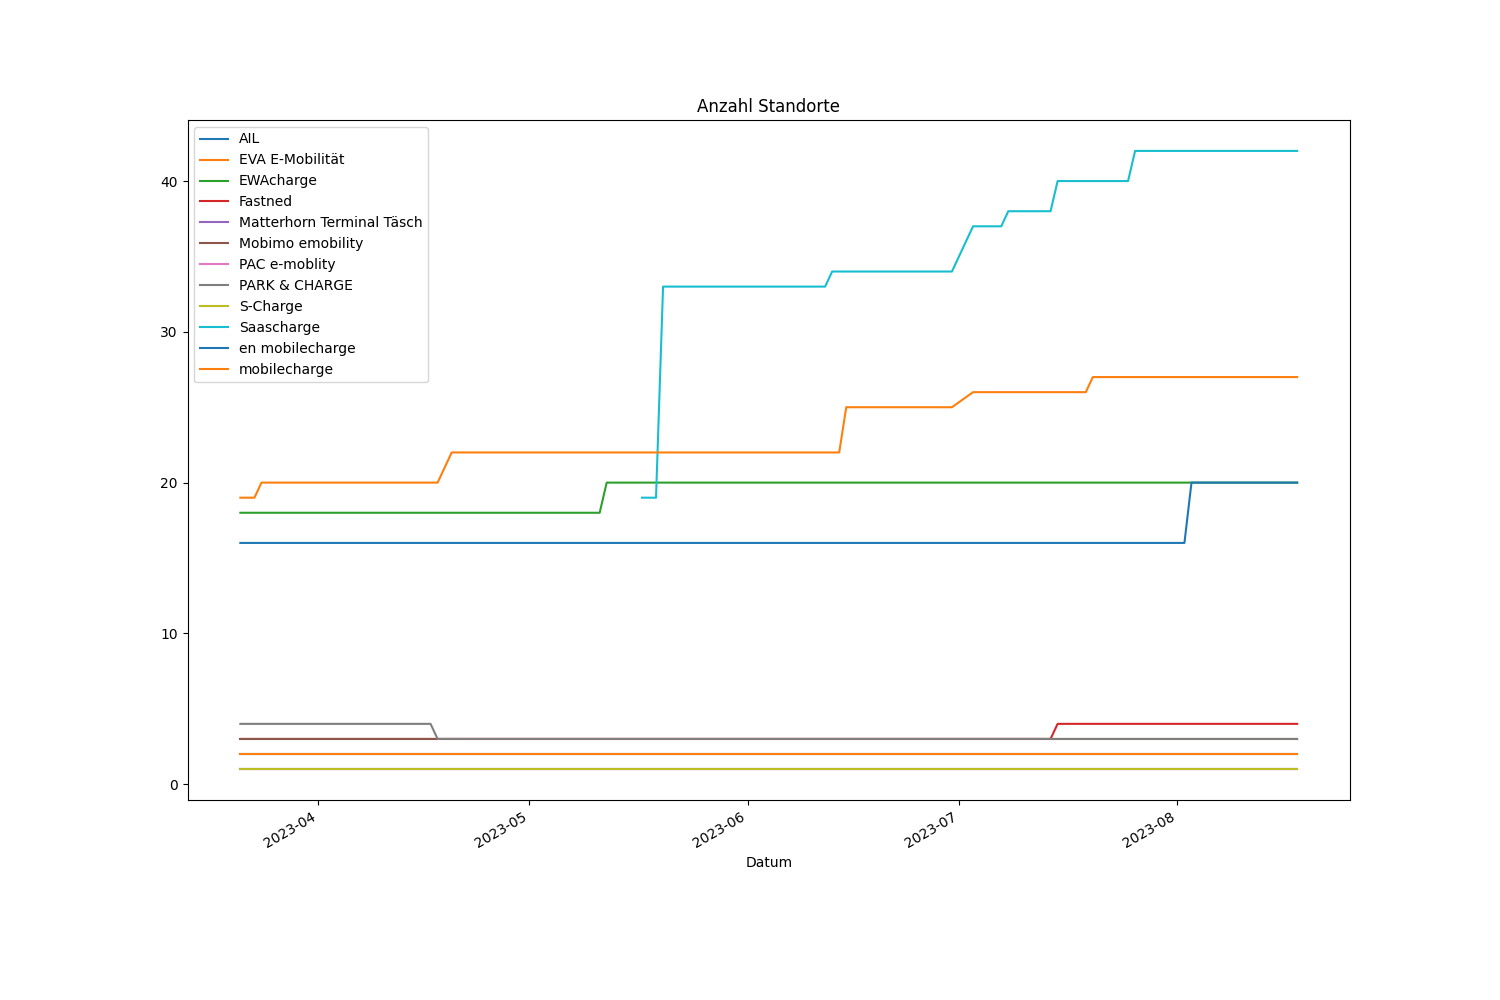 Anzahl Standorte
AIL
EVA E-Mobilität
EWAcharge
Fastned
Matterhorn Terminal Täsch
Mobimo emobility
PAC e-moblity
PARK & CHARGE
S-Charge
Saascharge
en mobilecharge
mobilecharge
40
30
20
10
0
2023-04
2023-05
2023-06
2023-07
2023-08
Datum